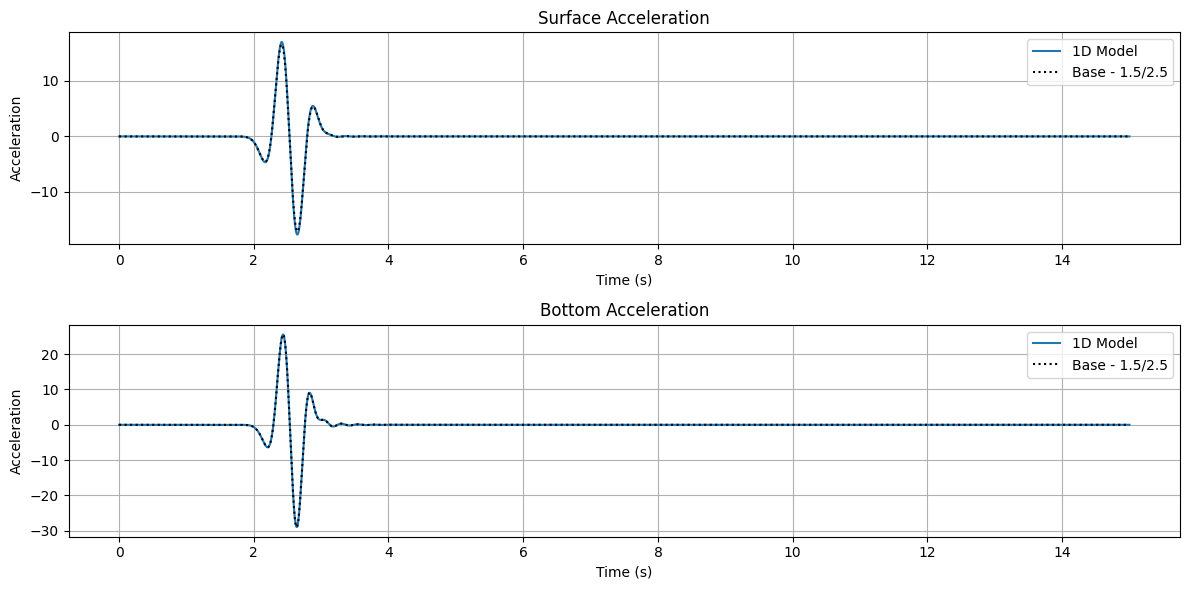 Surface Acceleration
1D Model
Base - 1.5/2.5
10
0
−10
Acceleration
0 2 4 6 8 10 12 14
Time (s)
Bottom Acceleration
1D Model
Base - 1.5/2.5
20
10
0
−10
−20
−30
Acceleration
0 2 4 6 8 10 12 14
Time (s)